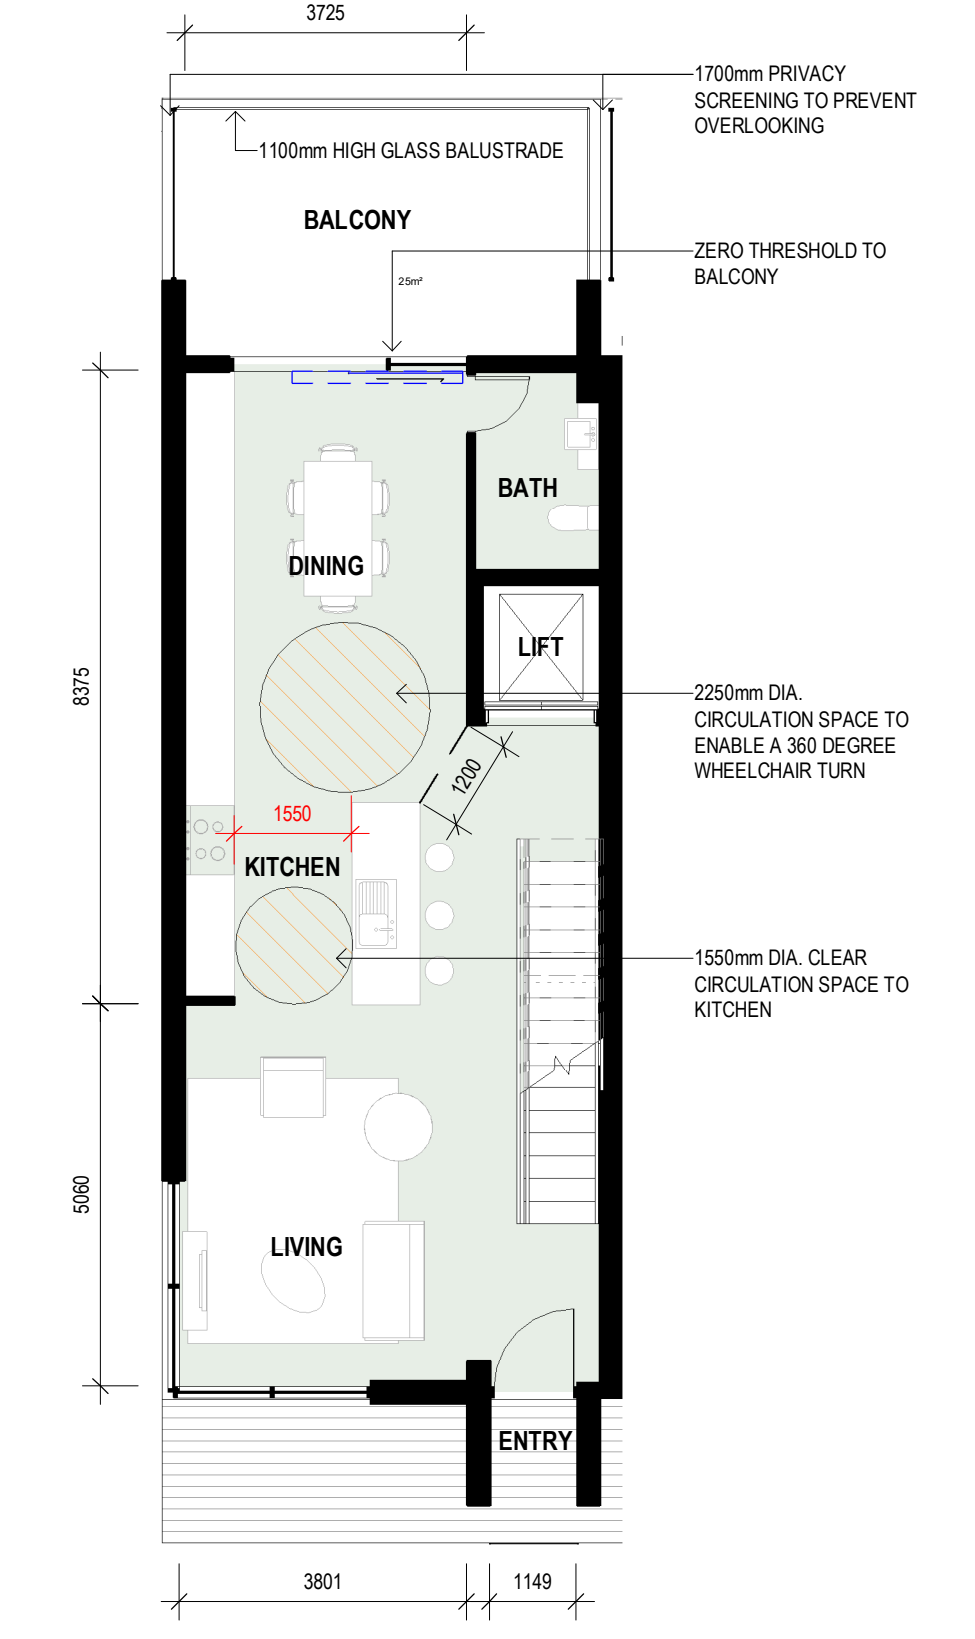 3725
1700mm PRIVACY
SCREENING TO PREVENT
OVERLOOKING
1100mm HIGH GLASS BALUSTRADE
BALCONY
ZERO THRESHOLD TO
BALCONY
25m²
BATH
DINING
LIFT
8375
2250mm DIA.
CIRCULATION SPACE TO
ENABLE A 360 DEGREE
WHEELCHAIR TURN
1200
1550
KITCHEN
1550mm DIA. CLEAR
CIRCULATION SPACE TO
KITCHEN
5060
LIVING
ENTRY
3801
1149